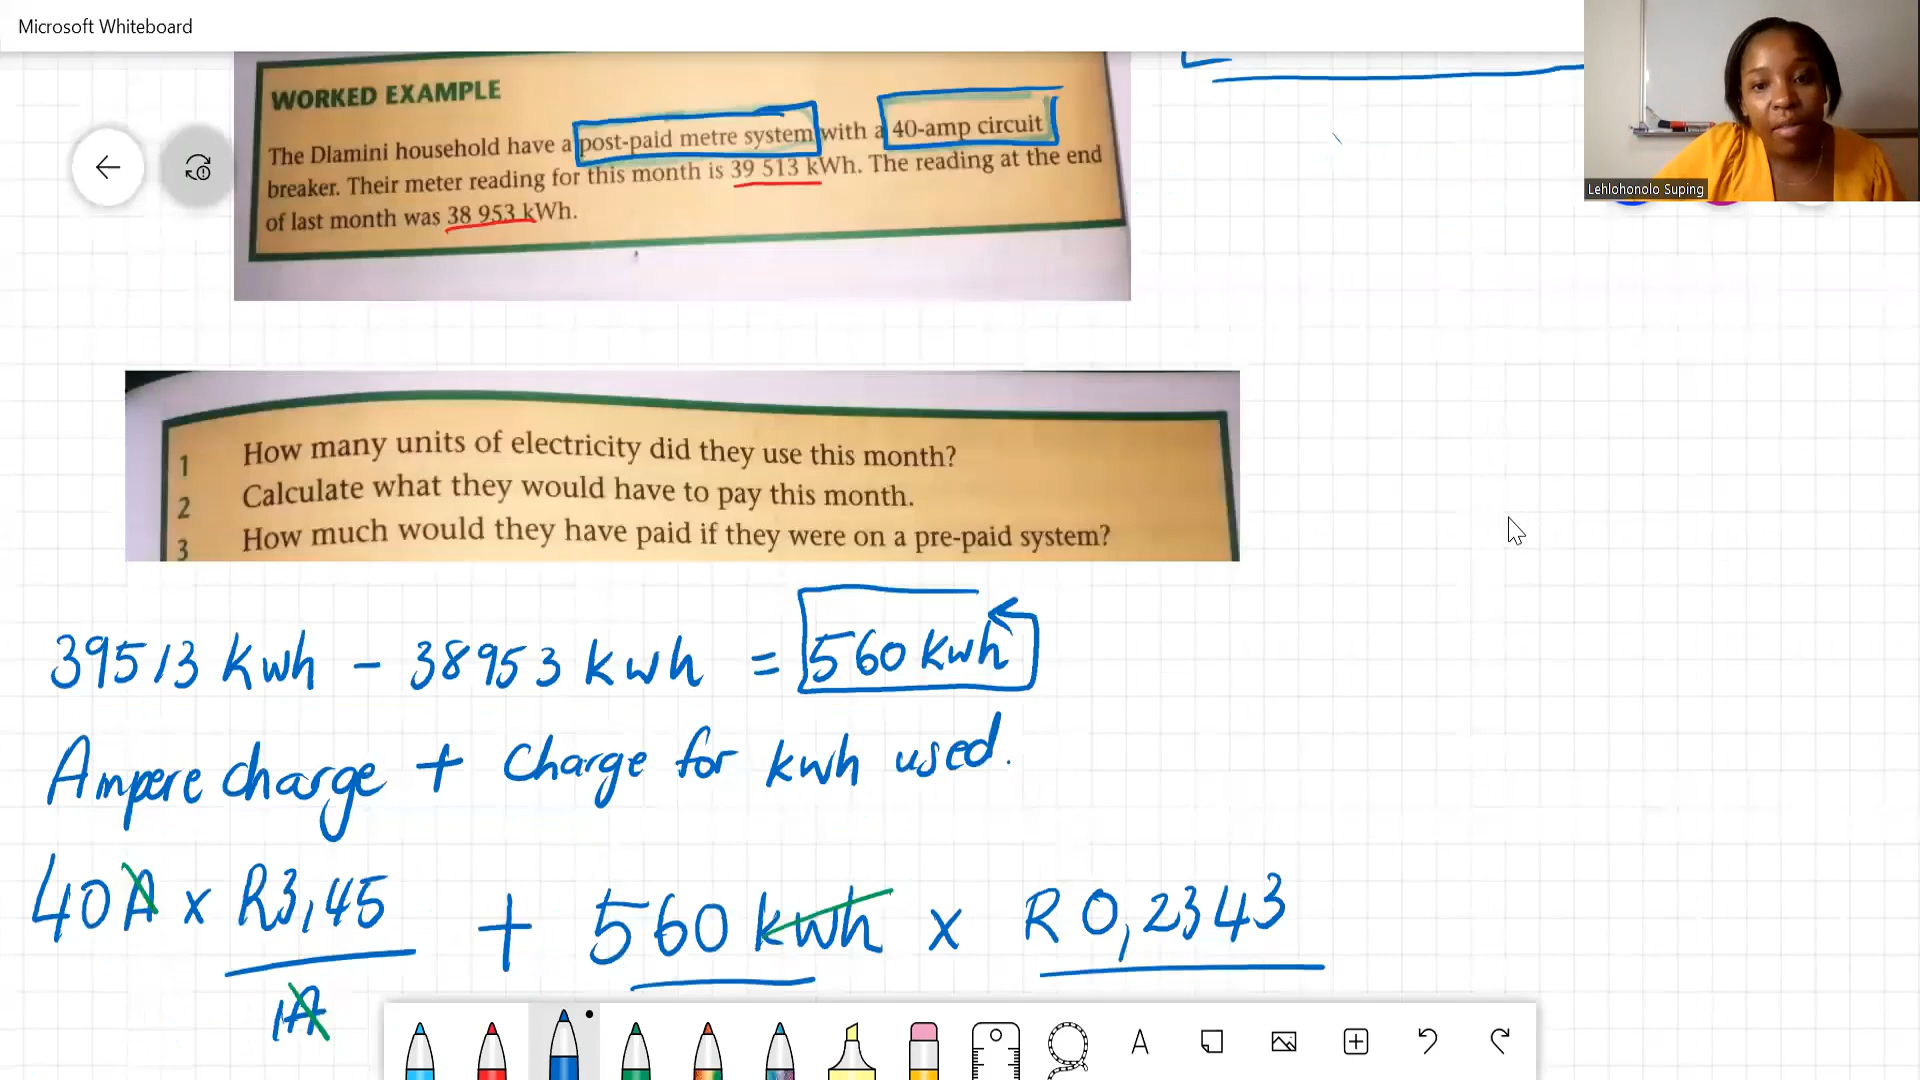 Microsoft Whiteboard
WORKED EXAMPLE
The Dlamini household have a post-paid metre system with a 40-amp circuit
breaker. Their meter reading for this month is 39 513 kWh. The reading at the end
of last month was 38 953 kWh.
Lehlohonolo Suping
1 How many units of electricity did they use this month?
2 Calculate what they would have to pay this month.
3 How much would they have paid if they were on a pre-paid system?
39513 kwh - 38953 kwh = 560 kwh
Ampere charge + Charge for kwh used.
40A x R3,45 + 560 kwh x R 0,2343
1A
A